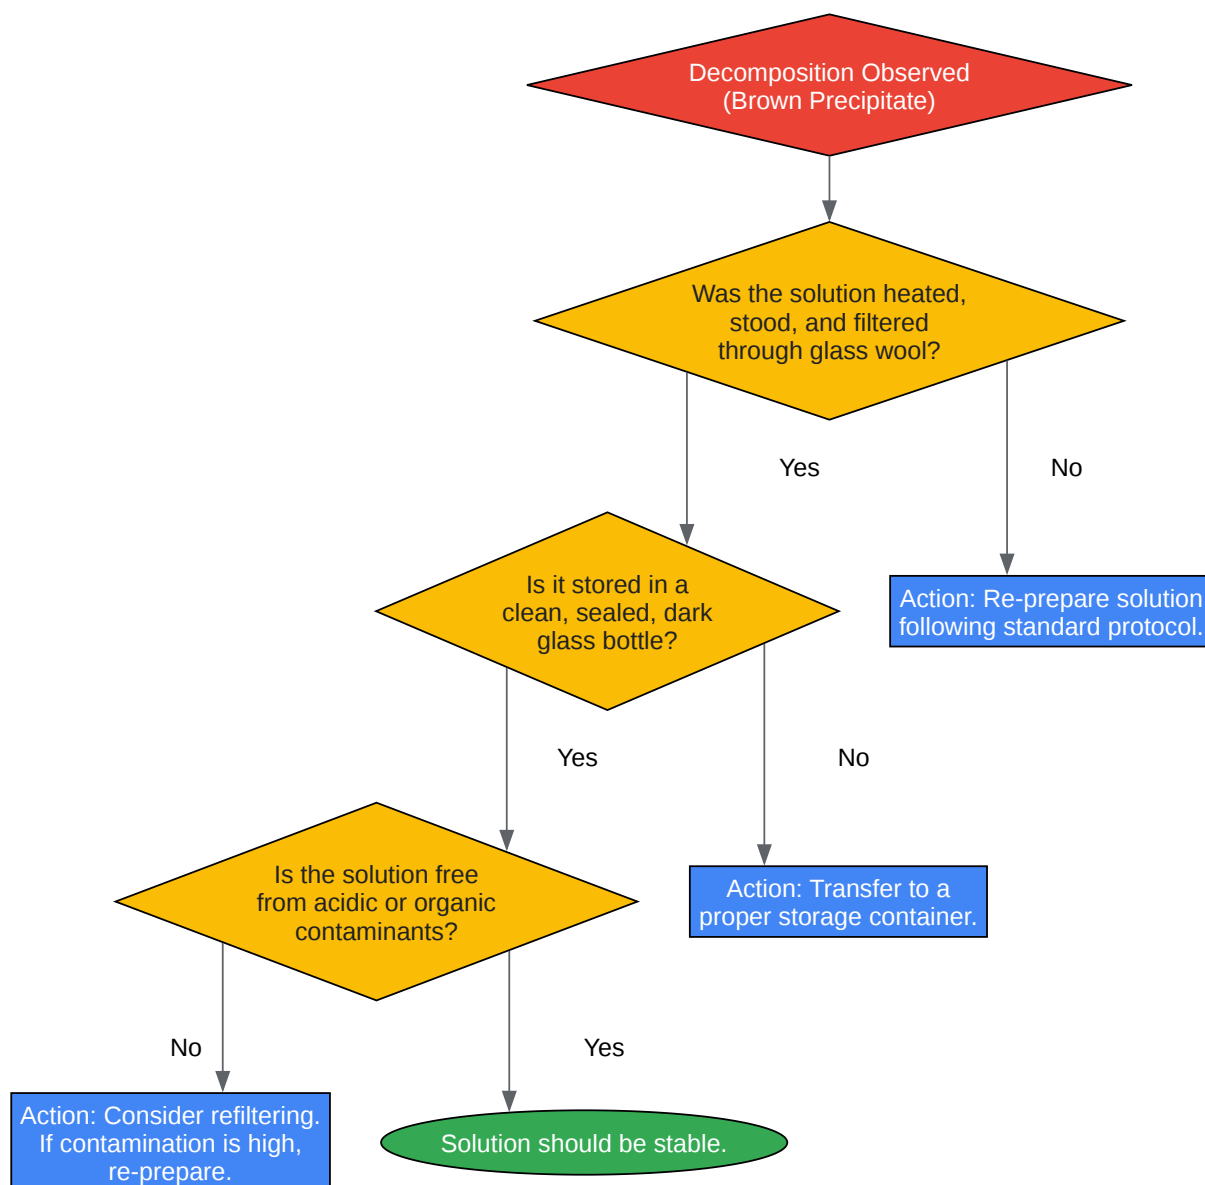 Decomposition Observed
(Brown Precipitate)
Was the solution heated,
stood, and filtered
through glass wool?
Yes
No
Is it stored in a
clean, sealed, dark
glass bottle?
Action: Re-prepare solution
following standard protocol.
Yes
No
Is the solution free
from acidic or organic
contaminants?
Action: Transfer to a
proper storage container.
No
Yes
Action: Consider refiltering.
If contamination is high,
re-prepare.
Solution should be stable.